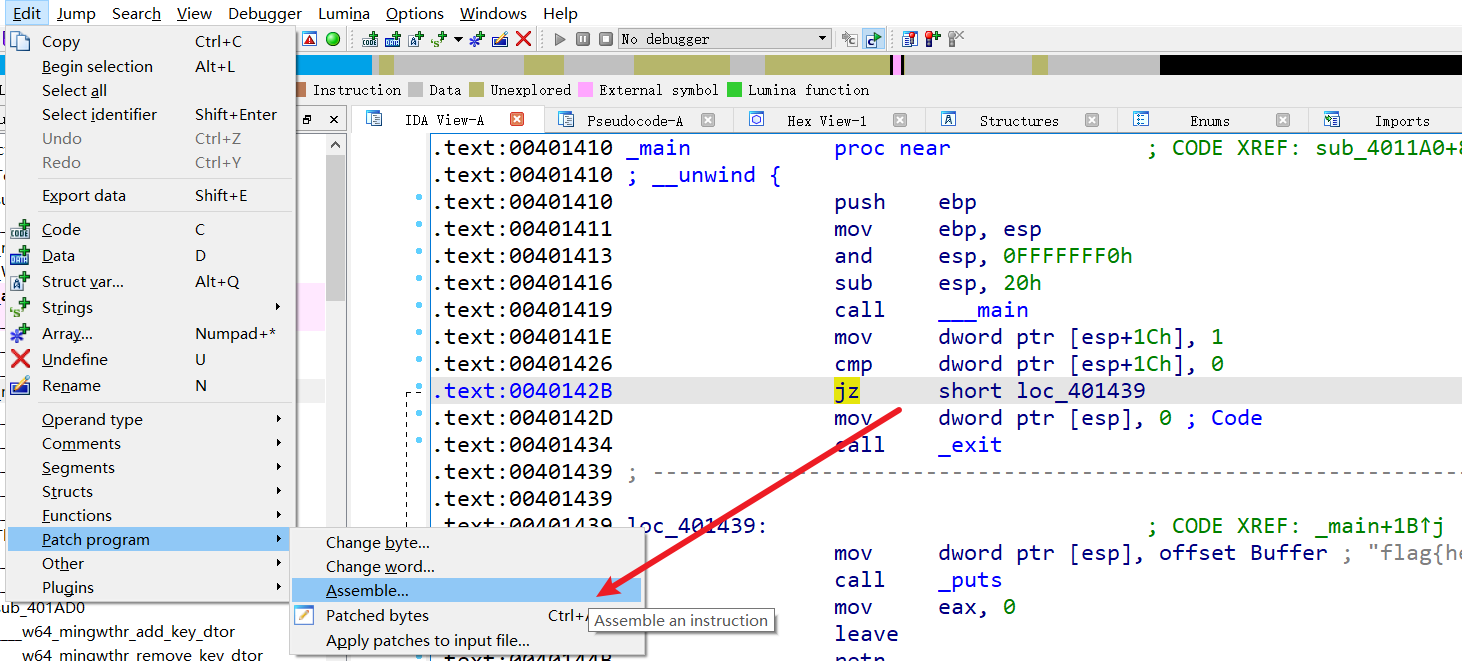 Edit Jump Search View Debugger Lumina Options Windows Help
Copy Ctrl+C
Begin selection Alt+L
Select all
Select identifier Shift+Enter
Undo Ctrl+Z
Redo Ctrl+Y
Export data Shift+E
Code C
Data D
Struct var... Alt+Q
Strings
Array... Numpad+*
Undefine U
Rename N
Operand type
Comments
Segments
Structs
Functions
Patch program
Other
Plugins
Change byte...
Change word...
Assemble...
Patched bytes Ctrl+
Apply patches to input file...
Assemble an instruction
sub_401AD0
___w64_mingwthr_add_key_dtor
__w64_mingwthr_remove_key_dtor
No debugger
Instruction Data Unexplored External symbol Lumina function
IDA View-A Pseudocode-A Hex View-1 Structures Enums Imports
.text:00401410 _main proc near ; CODE XREF: sub_4011A0+
.text:00401410 ; __unwind {
.text:00401410 push ebp
.text:00401411 mov ebp, esp
.text:00401413 and esp, 0FFFFFFF0h
.text:00401416 sub esp, 20h
.text:00401419 call ___main
.text:0040141E mov dword ptr [esp+1Ch], 1
.text:00401426 cmp dword ptr [esp+1Ch], 0
.text:0040142B jz short loc_401439
.text:0040142D mov dword ptr [esp], 0 ; Code
.text:00401434 call _exit
.text:00401439 ; ---------------------------------------------------------------
.text:00401439
.text:00401439 loc_401439: ; CODE XREF: _main+1B↑j
mov dword ptr [esp], offset Buffer ; "flag{he
call _puts
mov eax, 0
leave
retn